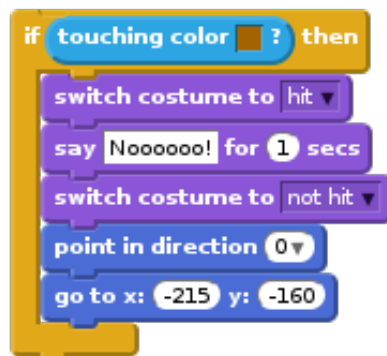 if touching color ? then
switch costume to hit
say Noooooo! for 1 secs
switch costume to not hit
point in direction 0
go to x: -215 y: -160